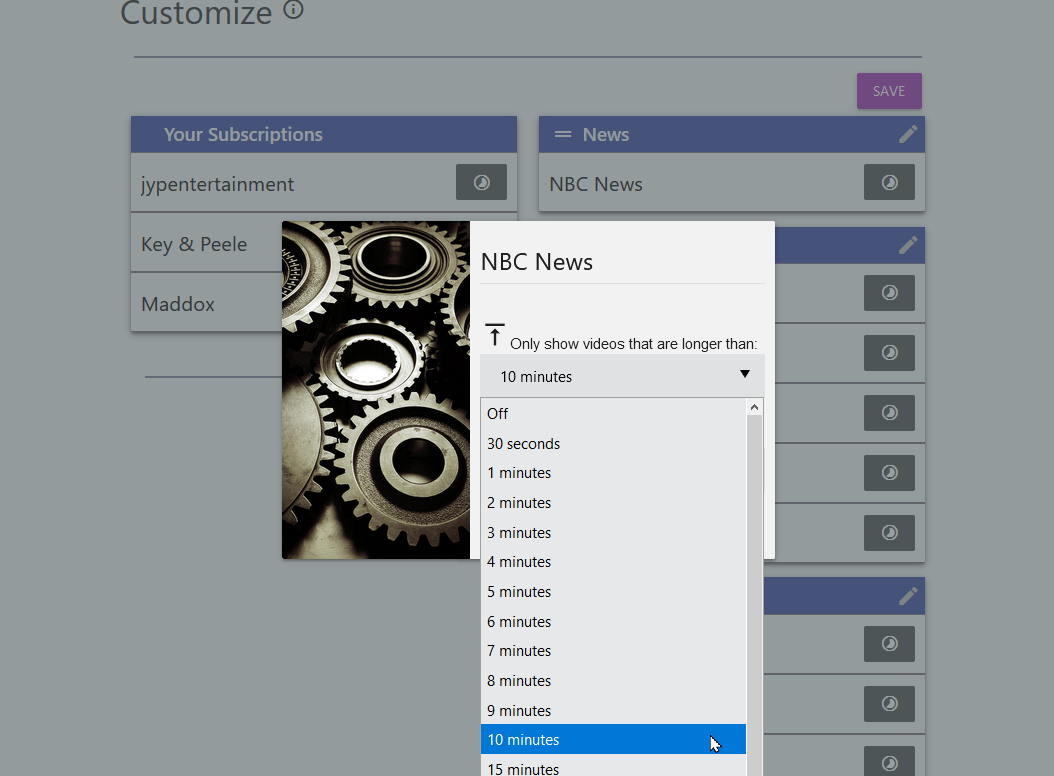 Customize
SAVE
Your Subscriptions
jypentertainment
Key & Peele
Maddox
News
NBC News
NBC News
Only show videos that are longer than:
10 minutes
Off
30 seconds
1 minutes
2 minutes
3 minutes
4 minutes
5 minutes
6 minutes
7 minutes
8 minutes
9 minutes
10 minutes
15 minutes